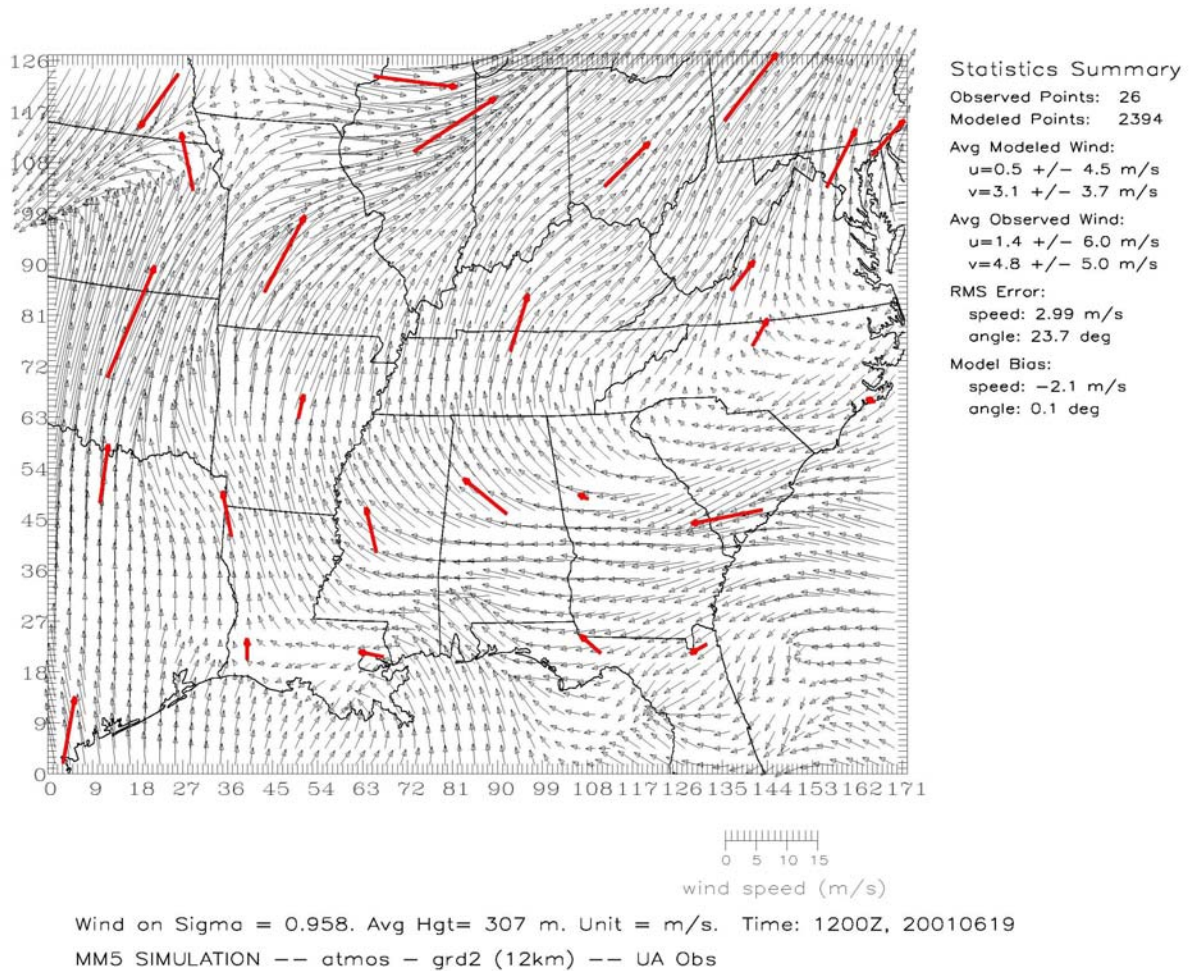 126
117
108
99
90
81
72
63
54
45
36
27
18
9
0
0 9 18 27 36 45 54 63 72 81 90 99 108 117 126 135 144 153 162 171
Statistics Summary
Observed Points: 26
Modeled Points: 2394
Avg Modeled Wind:
u=0.5 +/- 4.5 m/s
v=3.1 +/- 3.7 m/s
Avg Observed Wind:
u=1.4 +/- 6.0 m/s
v=4.8 +/- 5.0 m/s
RMS Error:
speed: 2.99 m/s
angle: 23.7 deg
Model Bias:
speed: -2.1 m/s
angle: 0.1 deg
0 5 10 15
wind speed (m/s)
Wind on Sigma = 0.958. Avg Hgt= 307 m. Unit = m/s. Time: 1200Z, 20010619
MM5 SIMULATION -- atmos - grd2 (12km) -- UA Obs